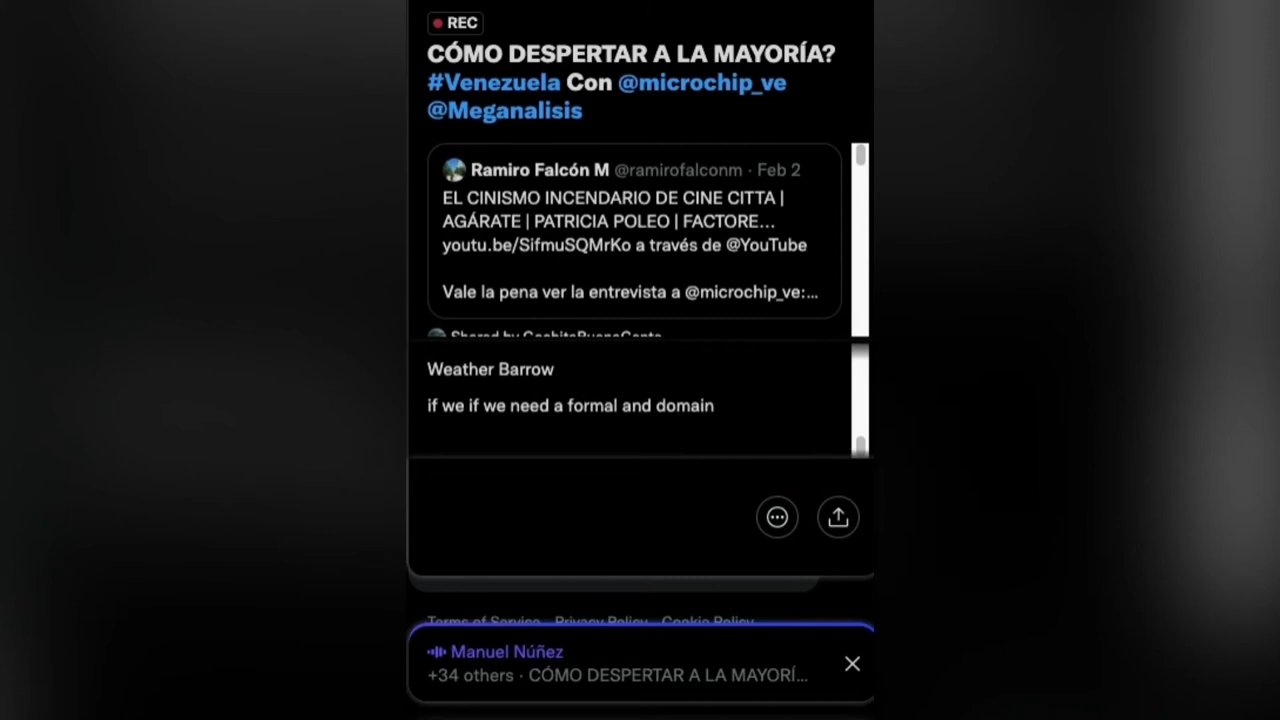 REC
CÓMO DESPERTAR A LA MAYORÍA?
#Venezuela Con @microchip_ve
@Meganalisis
Ramiro Falcón M @ramirofalconm · Feb 2
EL CINISMO INCENDARIO DE CINE CITTA |
AGÁRATE | PATRICIA POLEO | FACTORE...
youtu.be/SifmuSQMrKo a través de @YouTube
Vale la pena ver la entrevista a @microchip_ve:...
Shared by GochitaBuenaGente
Weather Barrow
if we if we need a formal and domain
Terms of Service Privacy Policy Cookie Policy
Manuel Núñez
+34 others · CÓMO DESPERTAR A LA MAYORÍ...